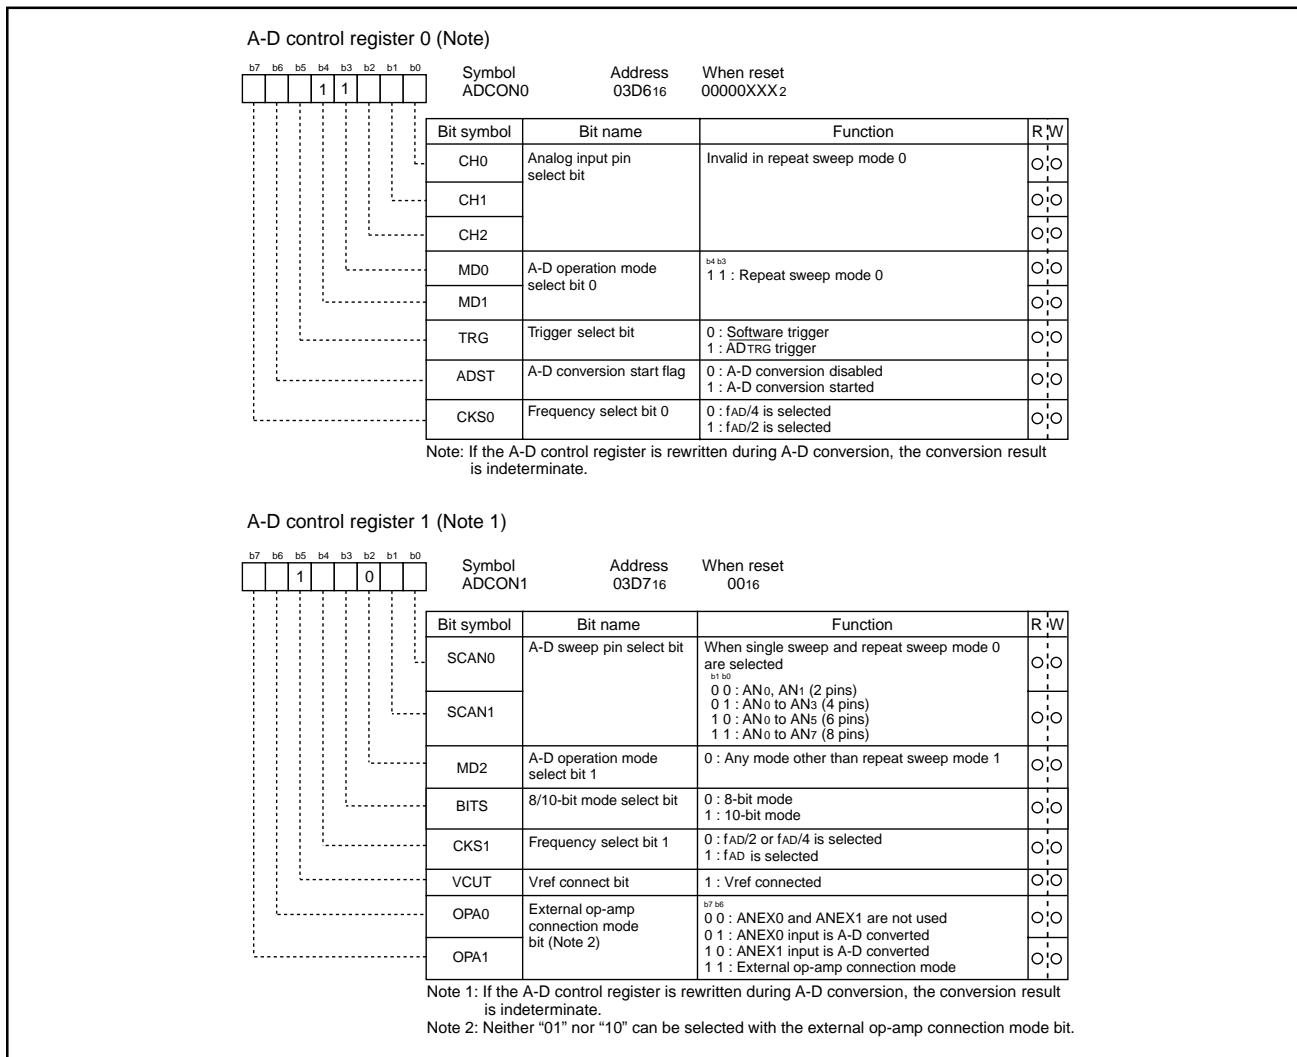 A-D control register 0 (Note)
b7 b6 b5 b4 b3 b2 b1 b0
1 1
Symbol Address When reset
ADCON0 03D616 00000XXX2
Bit symbol Bit name Function R W
CH0 Analog input pin select bit Invalid in repeat sweep mode 0
CH1
CH2
MD0 A-D operation mode select bit 0
b4 b3
1 1 : Repeat sweep mode 0
MD1
TRG Trigger select bit 0 : Software trigger
1 : ADTRG trigger
ADST A-D conversion start flag 0 : A-D conversion disabled
1 : A-D conversion started
CKS0 Frequency select bit 0 0 : fAD/4 is selected
1 : fAD/2 is selected
Note: If the A-D control register is rewritten during A-D conversion, the conversion result
is indeterminate.
A-D control register 1 (Note 1)
b7 b6 b5 b4 b3 b2 b1 b0
1 0
Symbol Address When reset
ADCON1 03D716 0016
Bit symbol Bit name Function R W
SCAN0 A-D sweep pin select bit When single sweep and repeat sweep mode 0
are selected
b1 b0
0 0 : AN0, AN1 (2 pins)
0 1 : AN0 to AN3 (4 pins)
SCAN1
1 0 : AN0 to AN5 (6 pins)
1 1 : AN0 to AN7 (8 pins)
MD2 A-D operation mode select bit 1 0 : Any mode other than repeat sweep mode 1
BITS 8/10-bit mode select bit 0 : 8-bit mode
1 : 10-bit mode
CKS1 Frequency select bit 1 0 : fAD/2 or fAD/4 is selected
1 : fAD is selected
VCUT Vref connect bit 1 : Vref connected
OPA0 External op-amp connection mode bit (Note 2)
b7 b6
0 0 : ANEX0 and ANEX1 are not used
0 1 : ANEX0 input is A-D converted
OPA1
1 0 : ANEX1 input is A-D converted
1 1 : External op-amp connection mode
Note 1: If the A-D control register is rewritten during A-D conversion, the conversion result
is indeterminate.
Note 2: Neither “01” nor “10” can be selected with the external op-amp connection mode bit.